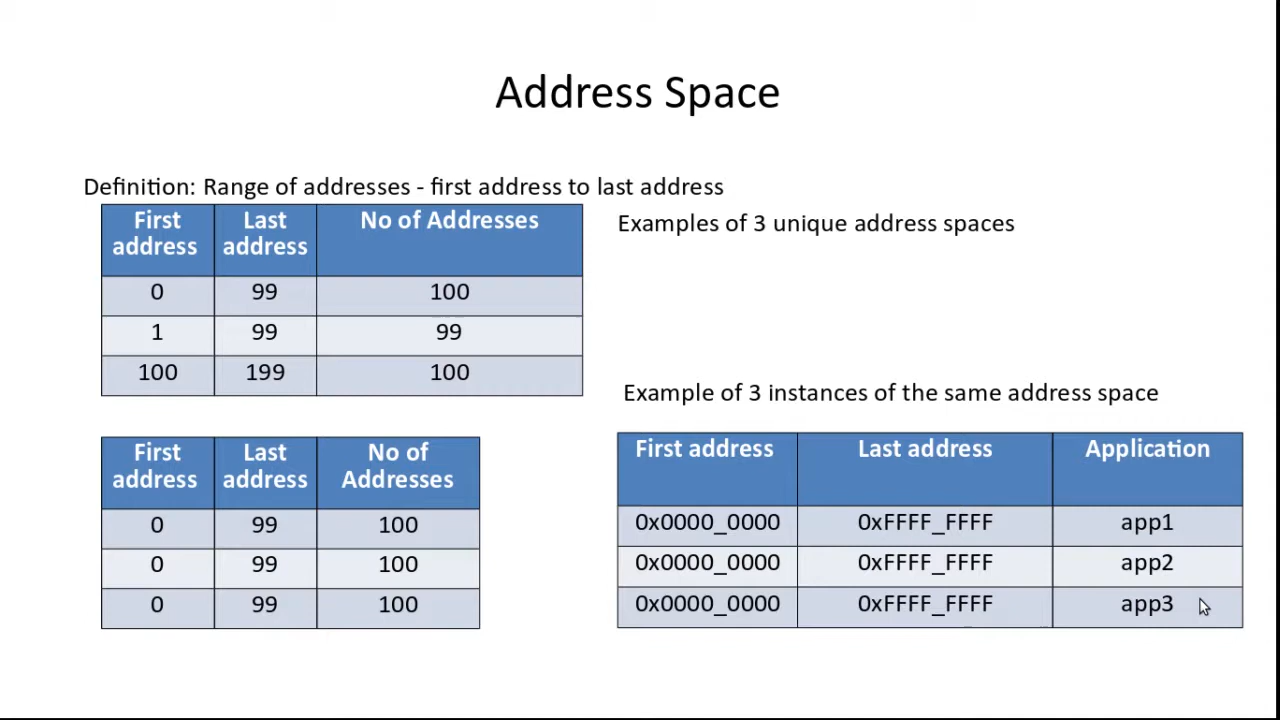 Address Space
Definition: Range of addresses - first address to last address
Examples of 3 unique address spaces
First address Last address No of Addresses
0 99 100
1 99 99
100 199 100
Example of 3 instances of the same address space
First address Last address No of Addresses
0 99 100
0 99 100
0 99 100
First address Last address Application
0x0000_0000 0xFFFF_FFFF app1
0x0000_0000 0xFFFF_FFFF app2
0x0000_0000 0xFFFF_FFFF app3